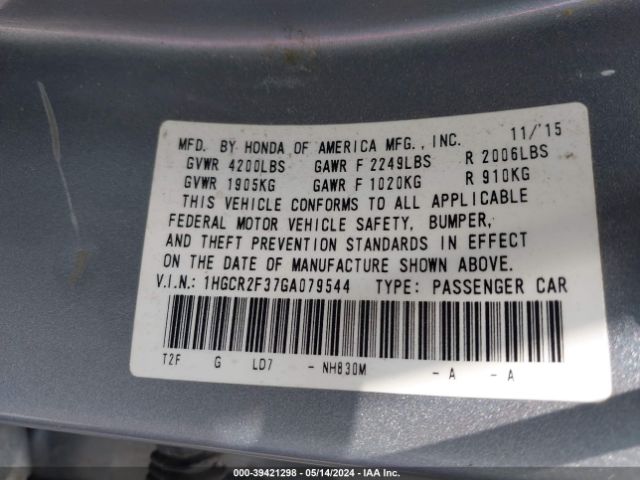 MFD. BY HONDA OF AMERICA MFG., INC. 11/'15
GVWR 4200LBS GAWR F 2249LBS R 2006LBS
GVWR 1905KG GAWR F 1020KG R 910KG
THIS VEHICLE CONFORMS TO ALL APPLICABLE
FEDERAL MOTOR VEHICLE SAFETY, BUMPER,
AND THEFT PREVENTION STANDARDS IN EFFECT
ON THE DATE OF MANUFACTURE SHOWN ABOVE.
V.I.N.: 1HGCR2F37GA079544 TYPE: PASSENGER CAR
T2F G LD7 - NH830M - A - A
000-39421298 - 05/14/2024 - IAA Inc.